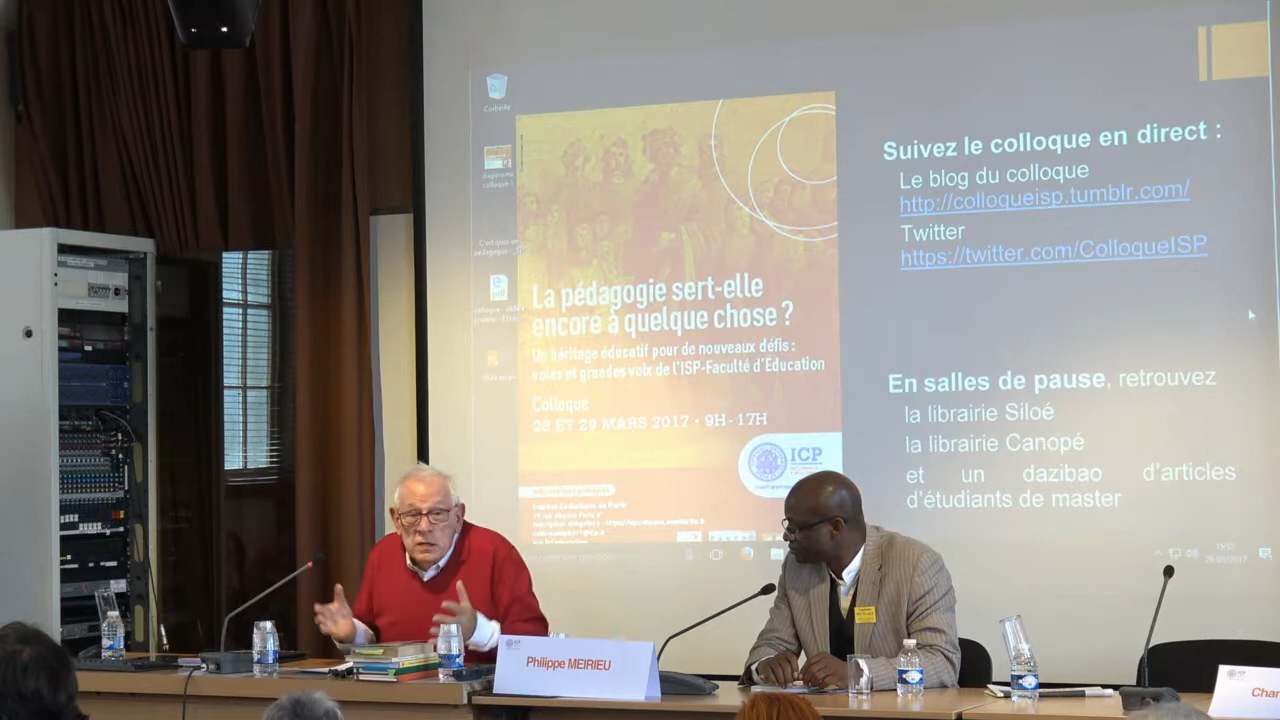 Corbeille
Suivez le colloque en direct :
Le blog du colloque
http://colloqueisp.tumblr.com/
Twitter
https://twitter.com/ColloqueISP
La pédagogie sert-elle
encore à quelque chose ?
Un héritage éducatif pour de nouveaux défis :
voies et grandes voix de l'ISP-Faculté d'Éducation
Colloque
28 ET 29 MARS 2017 • 9H - 17H
ICP
En salles de pause, retrouvez
la librairie Siloé
la librairie Canopé
et un dazibao d'articles
d'étudiants de master
ICP
Philippe MEIRIEU
ICP
Char